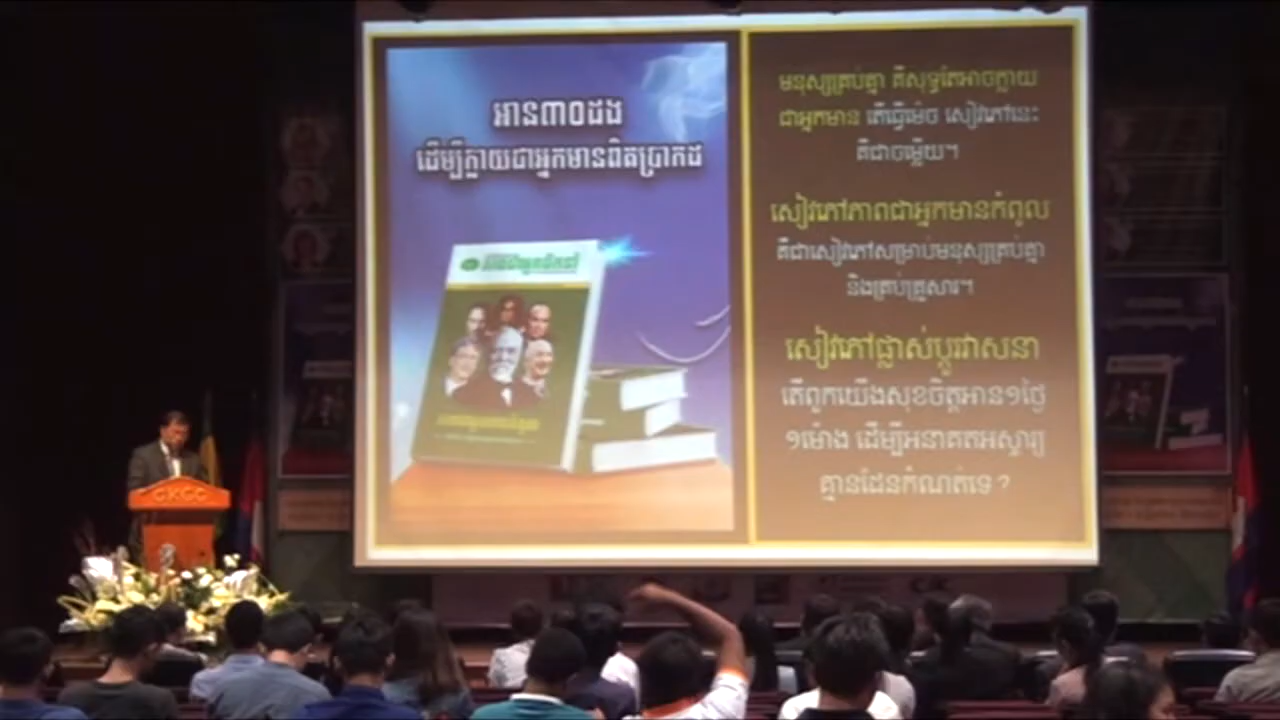 អាន៣០ដង
ដើម្បីក្លាយជាអ្នកមានពិតប្រាកដ
មនុស្សគ្រប់គ្នា គឺសុទ្ធតែអាចក្លាយ
ជាអ្នកមាន តើធ្វើម៉េច សៀវភៅនេះ
គឺជាចម្លើយ។
សៀវភៅភាពជាអ្នកមានកំពូល
គឺជាសៀវភៅសម្រាប់មនុស្សគ្រប់គ្នា
និងគ្រប់គ្រួសារ។
សៀវភៅផ្លាស់ប្តូរវាសនា
តើពួកយើងសុខចិត្តអាន១ថ្ងៃ
១ម៉ោង ដើម្បីអនាគតអស្ចារ្យ
គ្មានដែនកំណត់ទេ?
CKCC